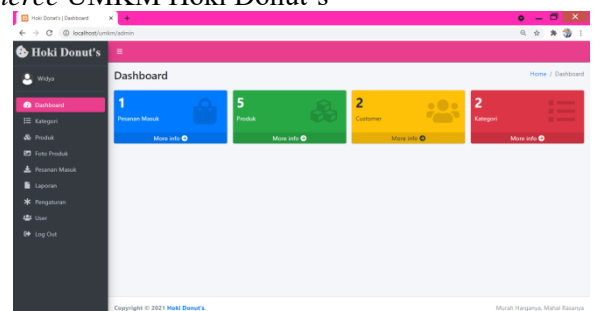 merce UMKM Hoki Donut's
Hoki Donat's | Dashboard
localhost/umkm/admin
Hoki Donut's
Widya
Dashboard
Home / Dashboard
Dashboard
Kategori
Produk
Foto Produk
Pesanan Masuk
Laporan
Pengaturan
User
Log Out
1
Pesanan Masuk
More info
5
Produk
More info
2
Customer
More info
2
Kategori
More info
Copyright © 2021 Hoki Donut's.
Murah Harganya, Mahal Rasanya